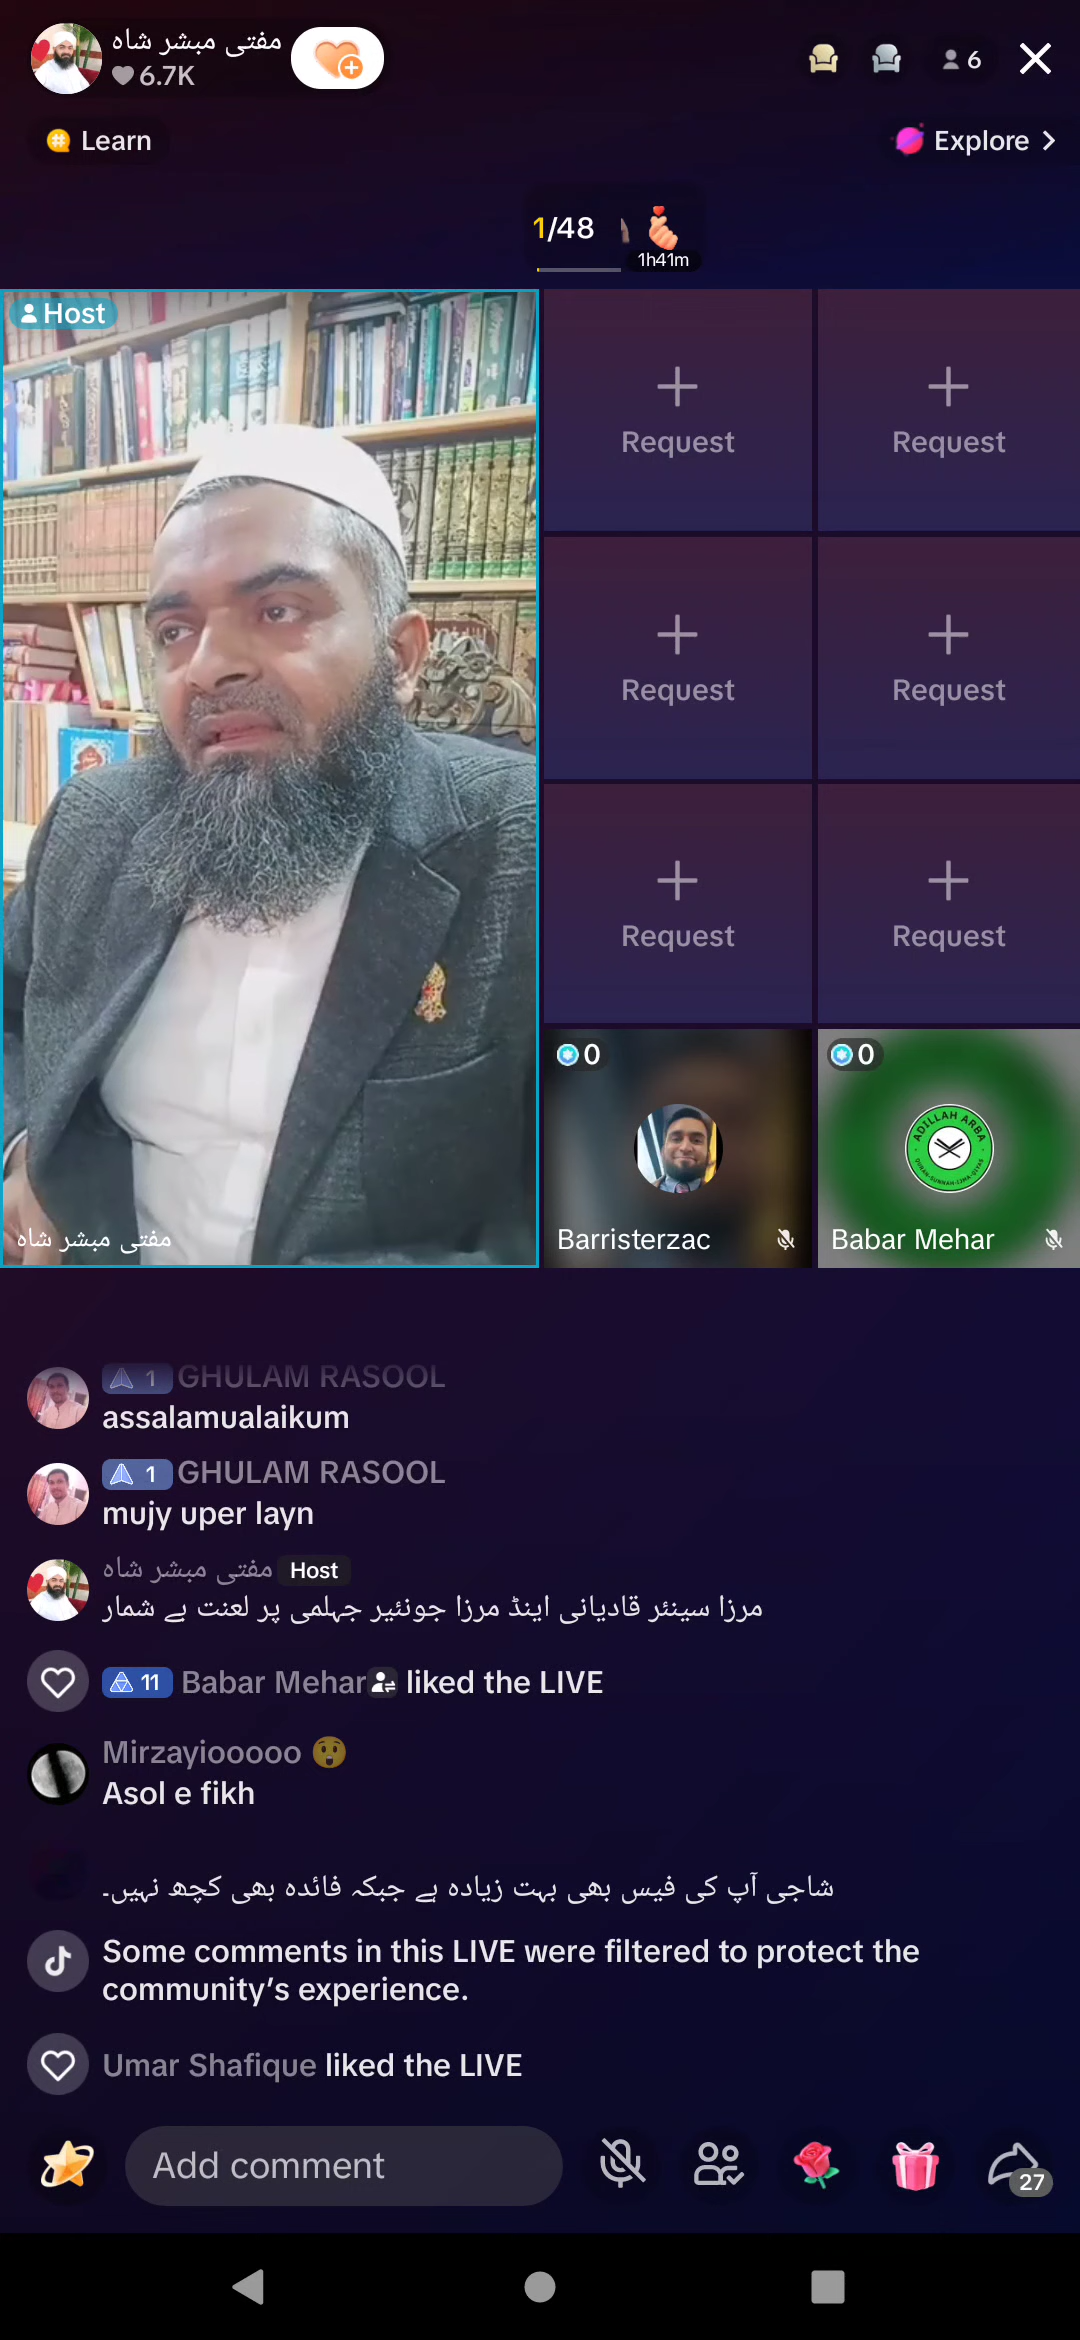 مفتی مبشر شاہ
6.7K
6
Learn
Explore
1/48
1h41m
Host
Request
Request
Request
Request
Request
Request
مفتی مبشر شاہ
0
Barristerzac
0
ADILLAH ARBA
Babar Mehar
1 GHULAM RASOOL
assalamualaikum
1 GHULAM RASOOL
mujy uper layn
مفتی مبشر شاہ Host
مرزا سینئر قادیانی اینڈ مرزا جونئیر جہلمی پر لعنت بے شمار
11 Babar Mehar liked the LIVE
Mirzayiooooo 😲
Asol e fikh
شاجی آپ کی فیس بھی بہت زیادہ ہے جبکہ فائدہ بھی کچھ نہیں۔
Some comments in this LIVE were filtered to protect the
community’s experience.
Umar Shafique liked the LIVE
Add comment
27